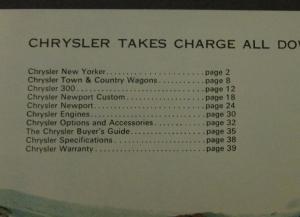 CHRYSLER TAKES CHARGE ALL DO
Chrysler New Yorker....................... page 2
Chrysler Town & Country Wagons............ page 8
Chrysler 300.............................. page 12
Chrysler Newport Custom................... page 18
Chrysler Newport.......................... page 24
Chrysler Engines.......................... page 30
Chrysler Options and Accessories.......... page 32
The Chrysler Buyer's Guide................ page 35
Chrysler Specifications................... page 38
Chrysler Warranty......................... page 39